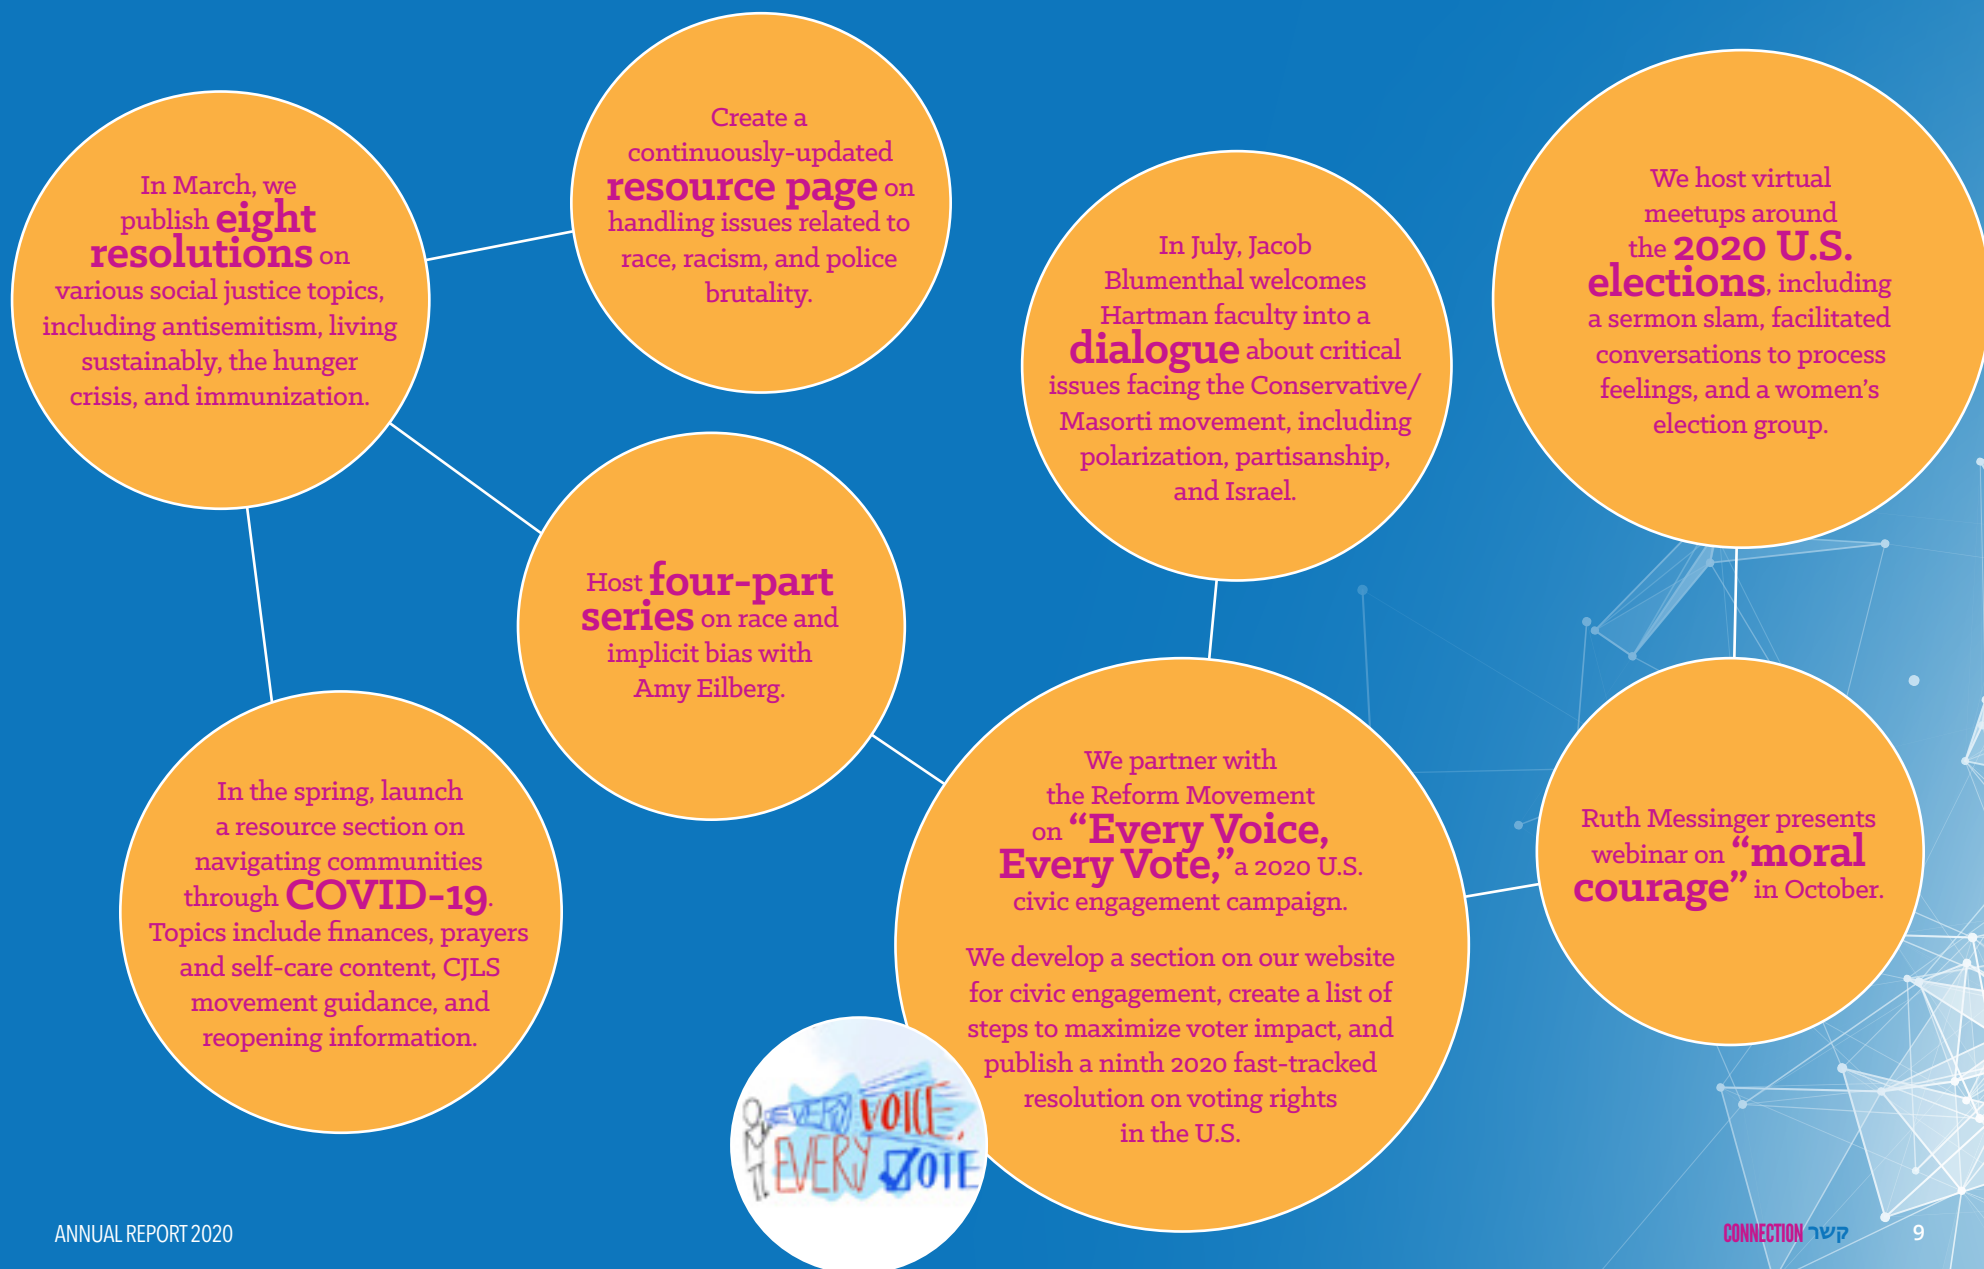 In March, we
publish eight
resolutions on
various social justice topics,
including antisemitism, living
sustainably, the hunger
crisis, and immunization.
Create a
continuously-updated
resource page on
handling issues related to
race, racism, and police
brutality.
Host four-part
series on race and
implicit bias with
Amy Eilberg.
In the spring, launch
a resource section on
navigating communities
through COVID-19.
Topics include finances, prayers
and self-care content, CJLS
movement guidance, and
reopening information.
In July, Jacob
Blumenthal welcomes
Hartman faculty into a
dialogue about critical
issues facing the Conservative/
Masorti movement, including
polarization, partisanship,
and Israel.
We partner with
the Reform Movement
on “Every Voice,
Every Vote,” a 2020 U.S.
civic engagement campaign.
We develop a section on our website
for civic engagement, create a list of
steps to maximize voter impact, and
publish a ninth 2020 fast-tracked
resolution on voting rights
in the U.S.
EVERY VOICE,
EVERY VOTE
We host virtual
meetups around
the 2020 U.S.
elections, including
a sermon slam, facilitated
conversations to process
feelings, and a women’s
election group.
Ruth Messinger presents
webinar on “moral
courage” in October.
ANNUAL REPORT 2020
CONNECTION קשר 9